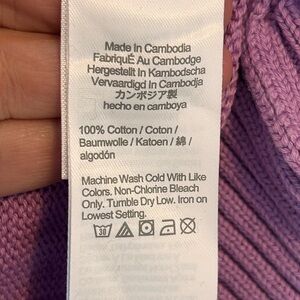 Made In Cambodia
FabriquÉ Au Cambodge
Hergestellt In Kambodscha
Vervaardigd In Cambodja
カンボジア製
hecho en camboya
100% Cotton / Coton /
Baumwolle / Katoen / 綿 /
algodón
Machine Wash Cold With Like
Colors. Non-Chlorine Bleach
Only. Tumble Dry Low. Iron on
Lowest Setting.
30